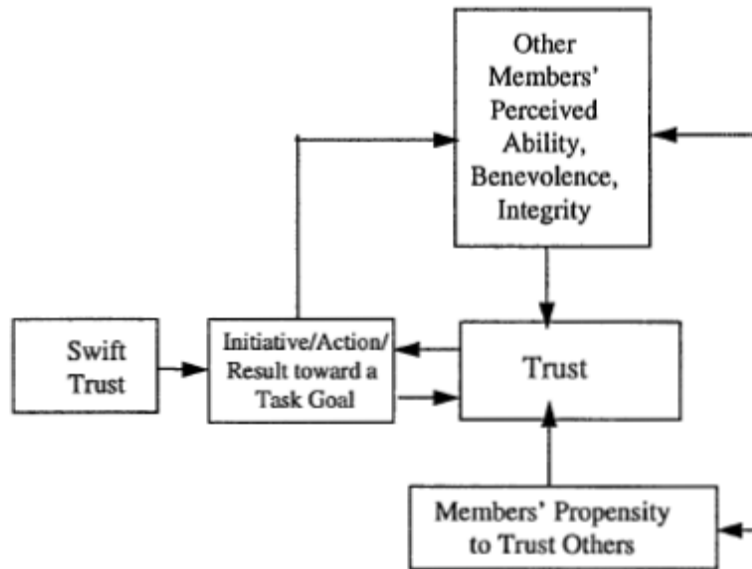 Other
Members'
Perceived
Ability,
Benevolence,
Integrity
Swift
Trust
Initiative/Action/
Result toward a
Task Goal
Trust
Members' Propensity
to Trust Others